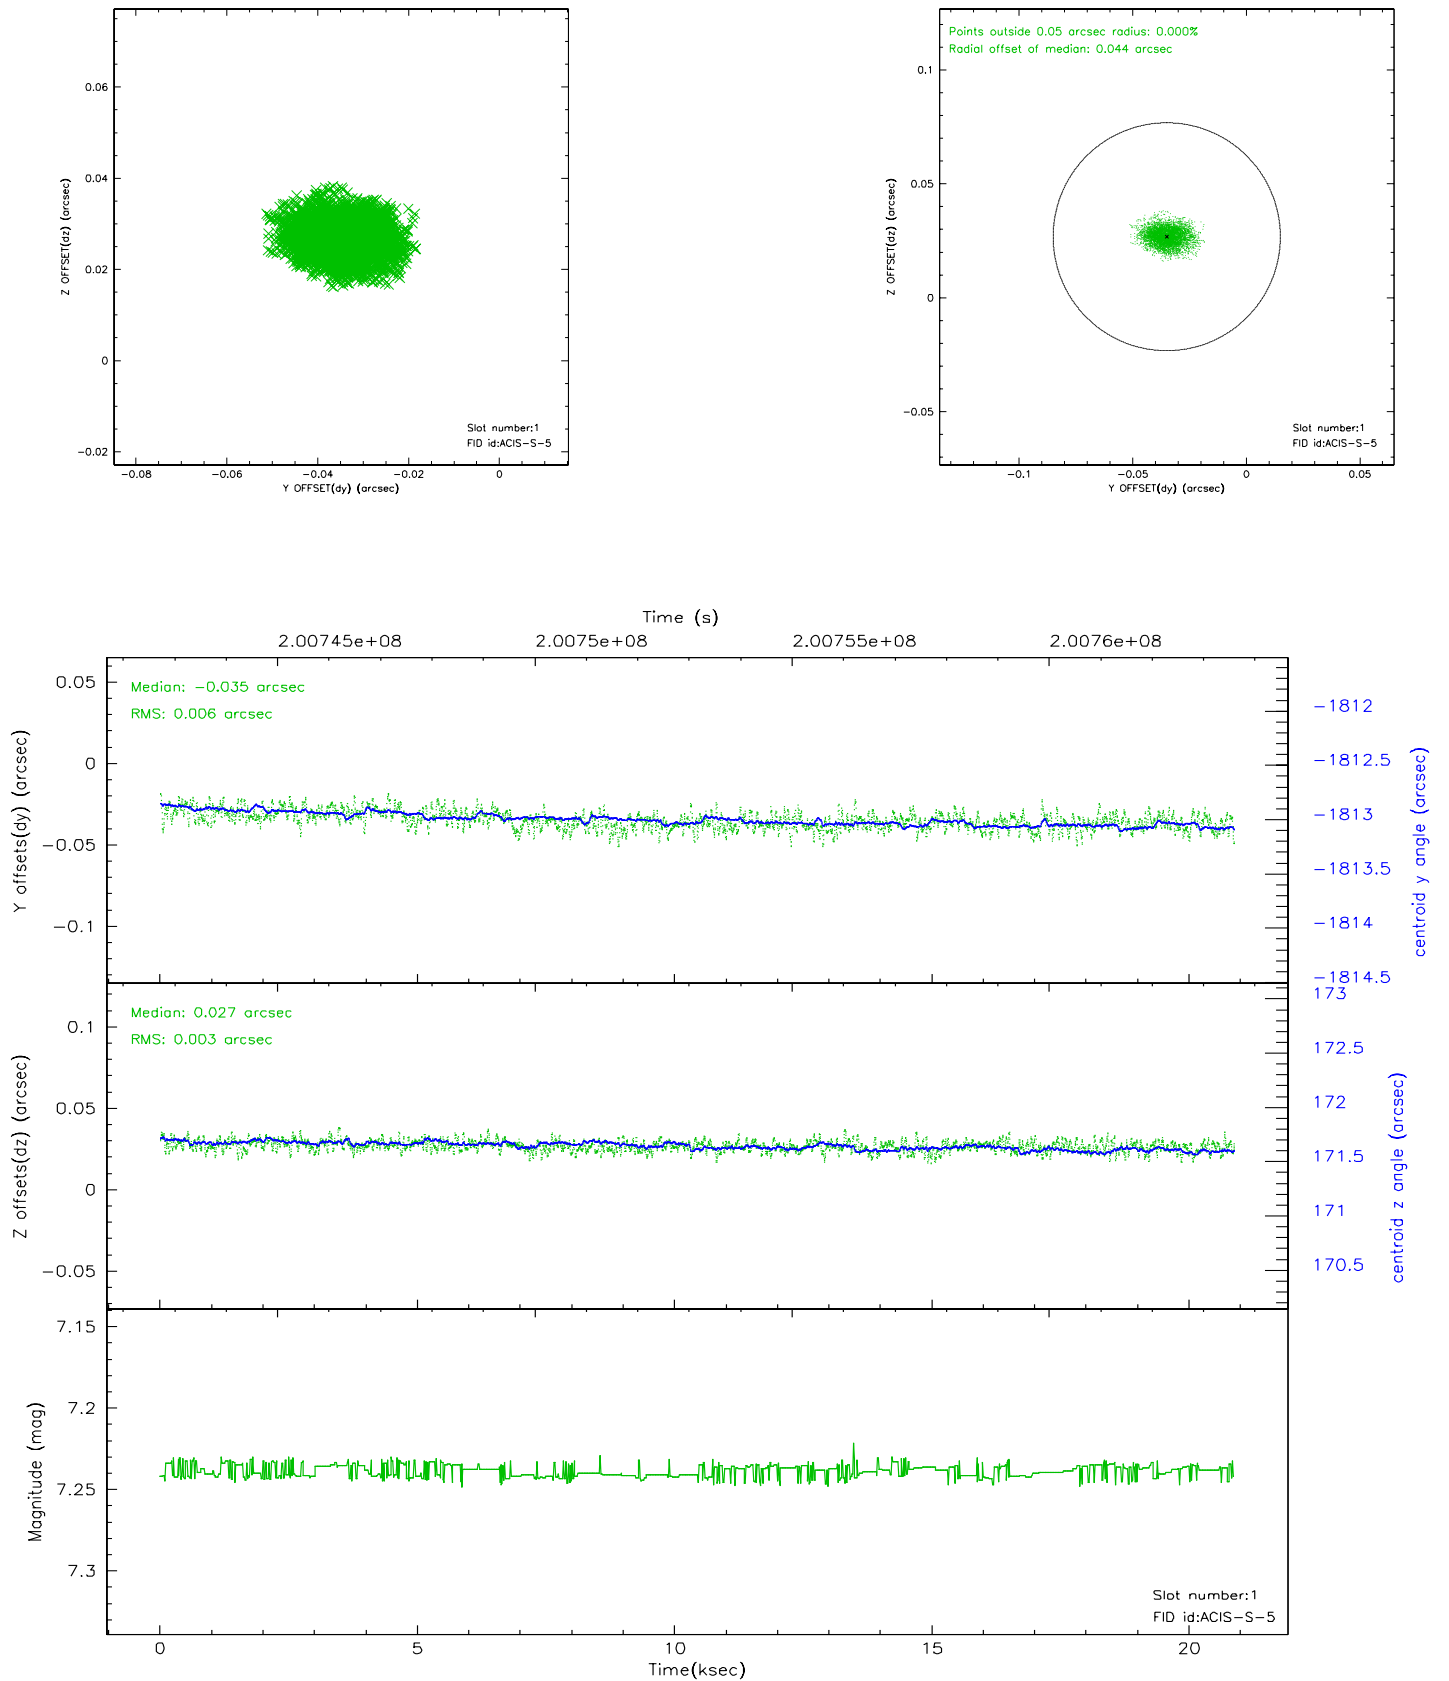 0.06
0.04
0.02
0
−0.02
Z OFFSET(dz) (arcsec)
Slot number:1
FID id:ACIS−S−5
−0.08
−0.06
−0.04
−0.02
0
Y OFFSET(dy) (arcsec)
Points outside 0.05 arcsec radius: 0.000%
Radial offset of median: 0.044 arcsec
0.1
0.05
0
−0.05
Z OFFSET(dz) (arcsec)
Slot number:1
FID id:ACIS−S−5
−0.1
−0.05
0
0.05
Y OFFSET(dy) (arcsec)
Time (s)
2.00745e+08
2.0075e+08
2.00755e+08
2.0076e+08
Median: −0.035 arcsec
RMS: 0.006 arcsec
0.05
0
−0.05
−0.1
Y offsets(dy) (arcsec)
−1812
−1812.5
−1813
−1813.5
−1814
−1814.5
centroid y angle (arcsec)
Median: 0.027 arcsec
RMS: 0.003 arcsec
0.1
0.05
0
−0.05
Z offsets(dz) (arcsec)
173
172.5
172
171.5
171
170.5
centroid z angle (arcsec)
7.15
7.2
7.25
7.3
Magnitude (mag)
Slot number:1
FID id:ACIS−S−5
0
5
10
15
20
Time(ksec)